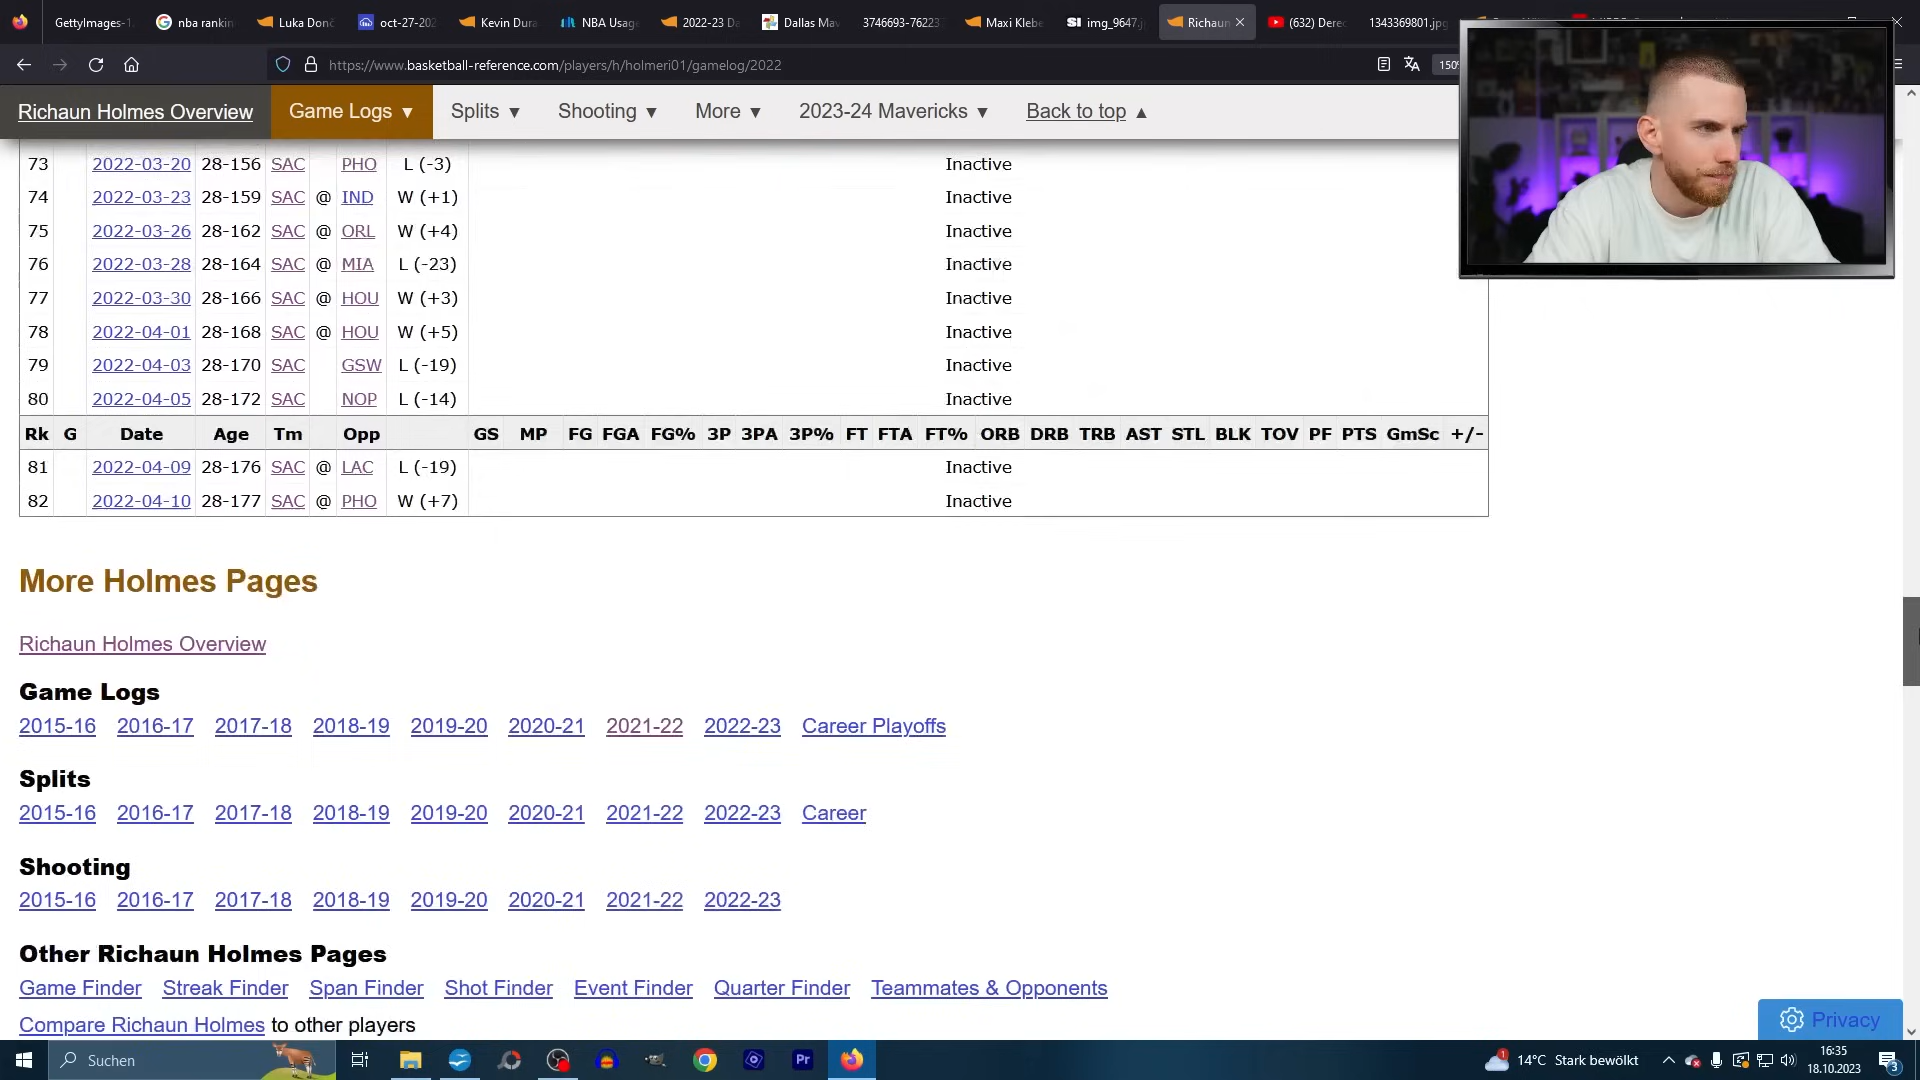 GettyImages-1
nba rankin
Luka Donč
oct-27-202
Kevin Dura
NBA Usage
2022-23 Da
Dallas Mav
3746693-76223
Maxi Klebe
img_9647.j
Richaun
(632) Derec
1343369801.jpg
https://www.basketball-reference.com/players/h/holmeri01/gamelog/2022
150%
Richaun Holmes Overview Game Logs ▼ Splits ▼ Shooting ▼ More ▼ 2023-24 Mavericks ▼ Back to top ▲
73 2022-03-20 28-156 SAC PHO L (-3) Inactive
74 2022-03-23 28-159 SAC @ IND W (+1) Inactive
75 2022-03-26 28-162 SAC @ ORL W (+4) Inactive
76 2022-03-28 28-164 SAC @ MIA L (-23) Inactive
77 2022-03-30 28-166 SAC @ HOU W (+3) Inactive
78 2022-04-01 28-168 SAC @ HOU W (+5) Inactive
79 2022-04-03 28-170 SAC GSW L (-19) Inactive
80 2022-04-05 28-172 SAC NOP L (-14) Inactive
Rk G Date Age Tm Opp GS MP FG FGA FG% 3P 3PA 3P% FT FTA FT% ORB DRB TRB AST STL BLK TOV PF PTS GmSc +/-
81 2022-04-09 28-176 SAC @ LAC L (-19) Inactive
82 2022-04-10 28-177 SAC @ PHO W (+7) Inactive
More Holmes Pages
Richaun Holmes Overview
Game Logs
2015-16 2016-17 2017-18 2018-19 2019-20 2020-21 2021-22 2022-23 Career Playoffs
Splits
2015-16 2016-17 2017-18 2018-19 2019-20 2020-21 2021-22 2022-23 Career
Shooting
2015-16 2016-17 2017-18 2018-19 2019-20 2020-21 2021-22 2022-23
Other Richaun Holmes Pages
Game Finder Streak Finder Span Finder Shot Finder Event Finder Quarter Finder Teammates & Opponents
Compare Richaun Holmes to other players
Privacy
Suchen
Pr
14°C Stark bewölkt
16:35
18.10.2023
3